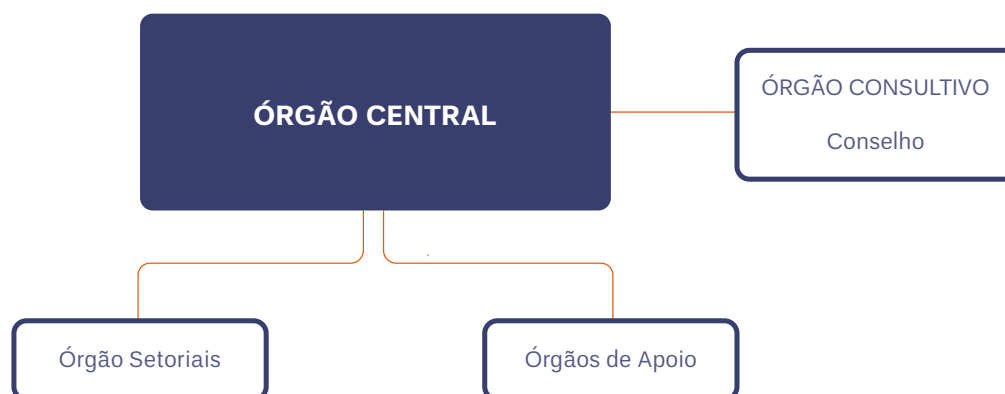 ÓRGÃO CENTRAL
ÓRGÃO CONSULTIVO
Conselho
Órgão Setoriais
Órgãos de Apoio